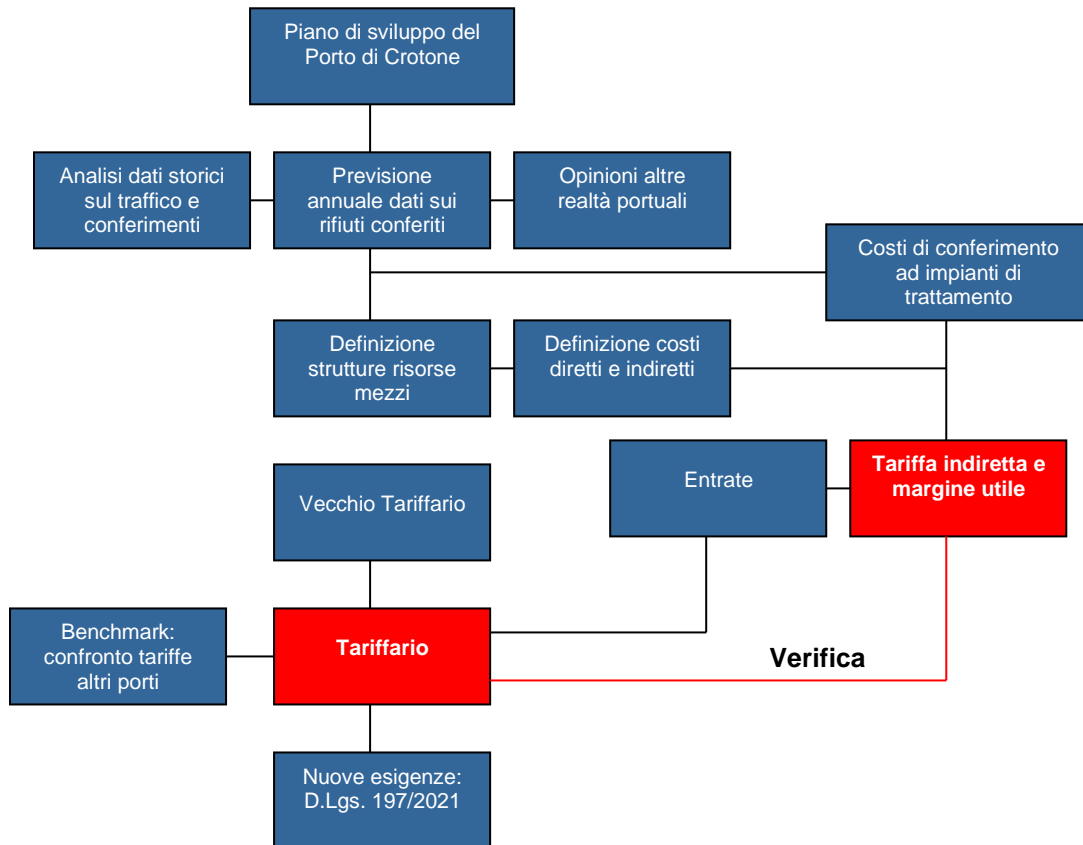 Piano di sviluppo del
Porto di Crotone
Analisi dati storici
sul traffico e
conferimenti
Previsione
annuale dati sui
rifiuti conferiti
Opinioni altre
realtà portuali
Costi di conferimento
ad impianti di
trattamento
Definizione
strutture risorse
mezzi
Definizione costi
diretti e indiretti
Entrate
Tariffa indiretta e
margine utile
Vecchio Tariffario
Benchmark:
confronto tariffe
altri porti
Tariffario
Verifica
Nuove esigenze:
D.Lgs. 197/2021